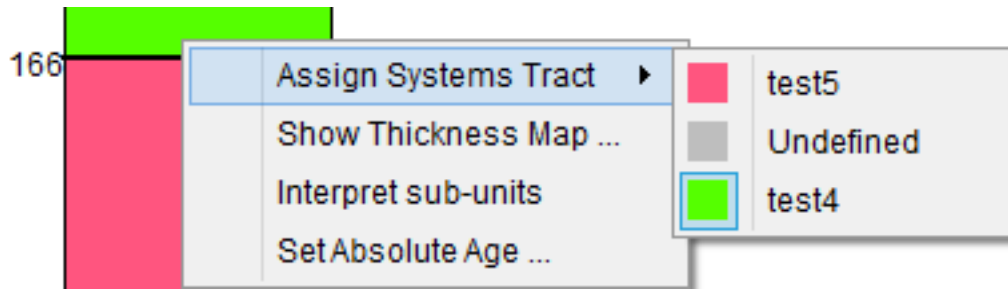 166
Assign Systems Tract
Show Thickness Map ...
Interpret sub-units
Set Absolute Age ...
test5
Undefined
test4